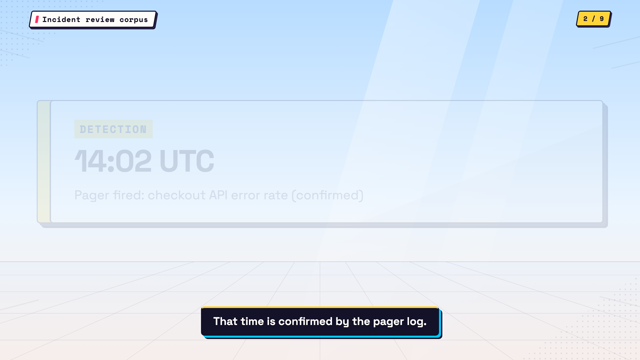 Incident review corpus
2 / 9
DETECTION
14:02 UTC
Pager fired: checkout API error rate (confirmed)
That time is confirmed by the pager log.